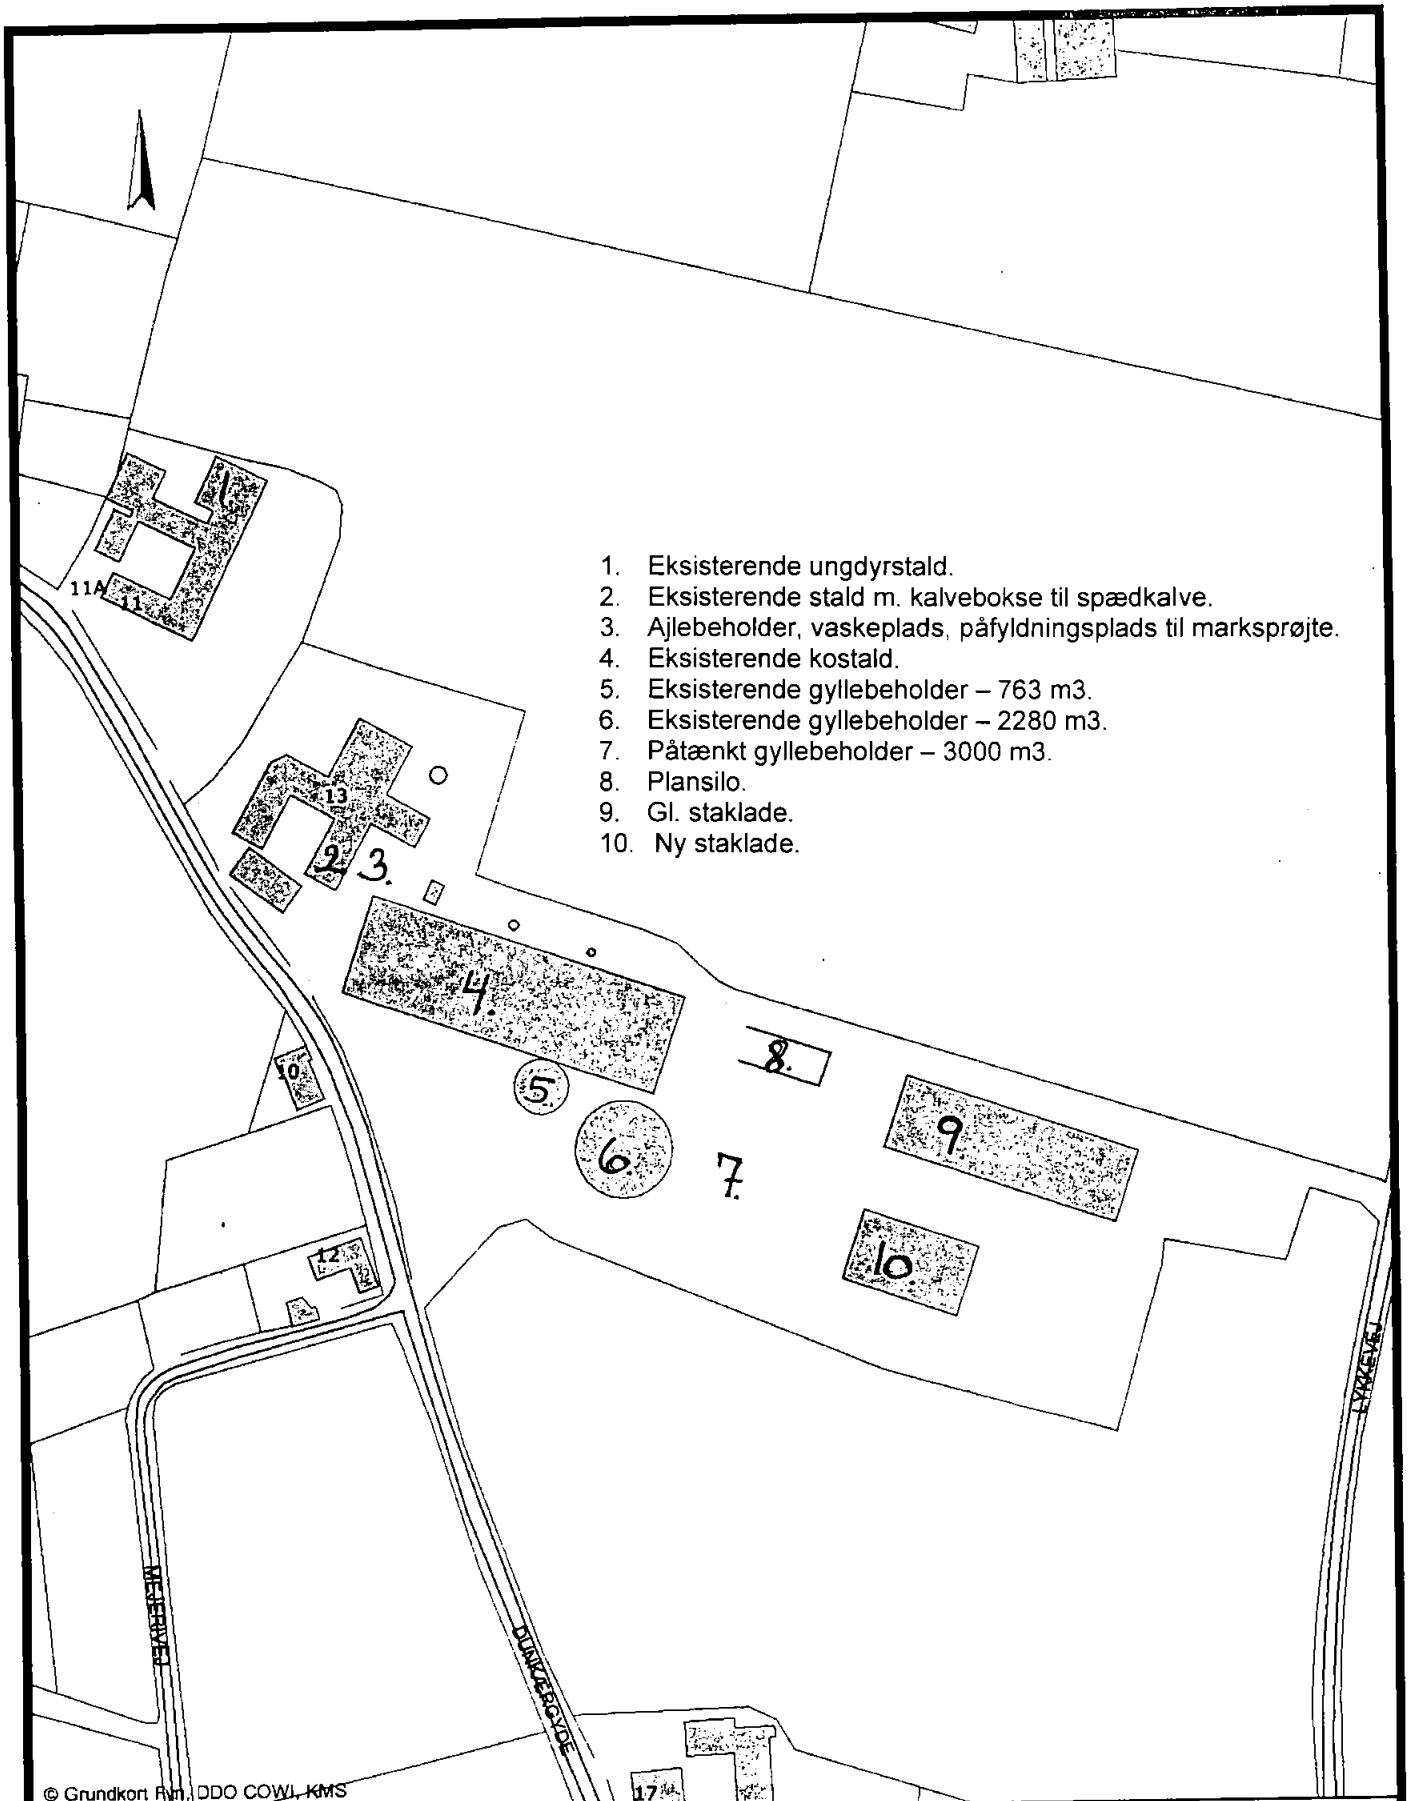 1. Eksisterende ungdyrstald.
2. Eksisterende stald m. kalvebokse til spædkalve.
3. Ajlebeholder, vaskeplads, påfyldningsplads til marksprøjte.
4. Eksisterende kostald.
5. Eksisterende gyllebeholder – 763 m3.
6. Eksisterende gyllebeholder – 2280 m3.
7. Påtænkt gyllebeholder – 3000 m3.
8. Plansilo.
9. Gl. staklade.
10. Ny staklade.
1.
11A
11
13
2
3.
4.
5.
10
8.
9
6.
7.
12
10.
LYKKEVEJ
MEJERIVEJ
DUNKÆRGYDE
17
© Grundkort Fyn, DDO COWI, KMS